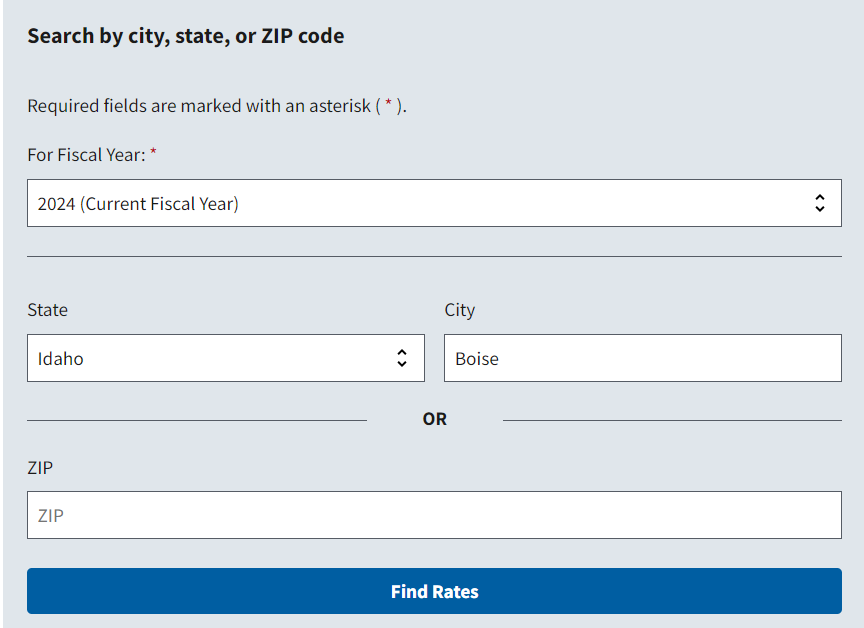 Search by city, state, or ZIP code
Required fields are marked with an asterisk ( * ).
For Fiscal Year: *
2024 (Current Fiscal Year)
State
City
Idaho
Boise
OR
ZIP
ZIP
Find Rates